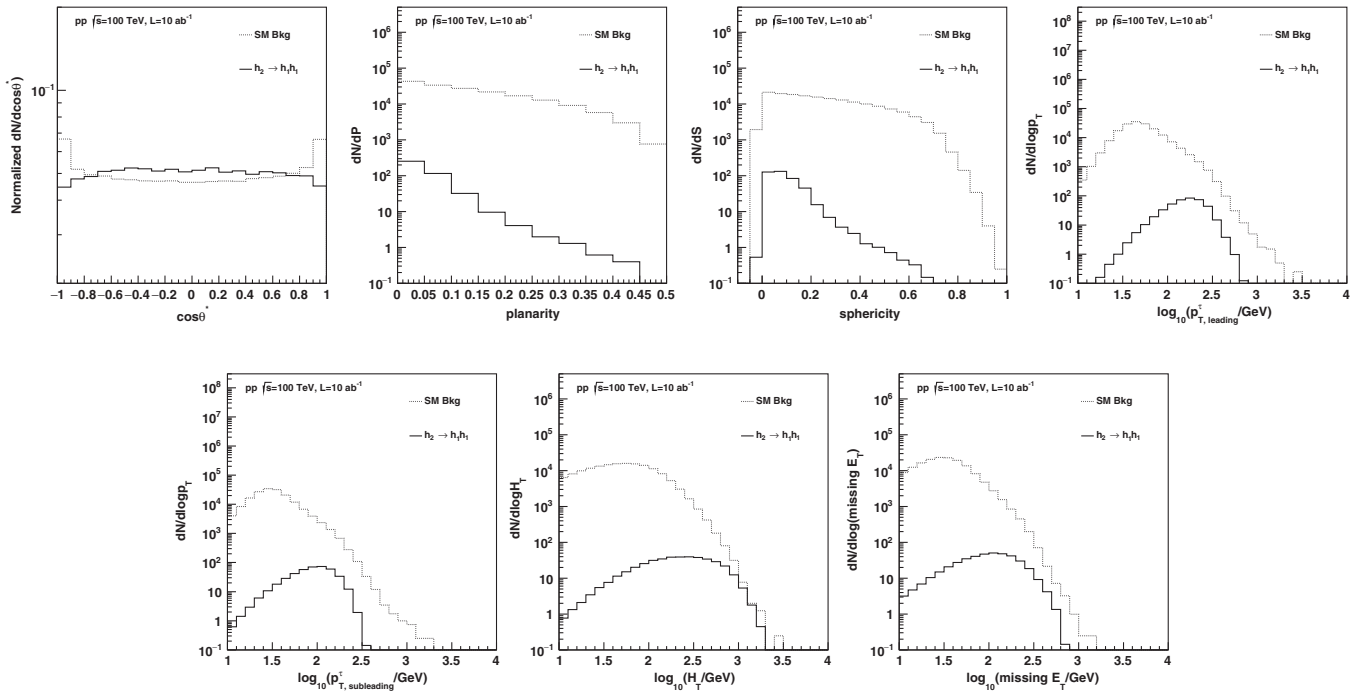 pp √s=100 TeV, L=10 ab⁻¹
SM Bkg
h₂ → h₁h₁
Normalized dN/dcosθ*
10⁻¹
−1 −0.8 −0.6 −0.4 −0.2 0 0.2 0.4 0.6 0.8 1
cosθ*
pp √s=100 TeV, L=10 ab⁻¹
SM Bkg
h₂ → h₁h₁
dN/dP
10⁶
10⁵
10⁴
10³
10²
10
1
10⁻¹
0 0.05 0.1 0.15 0.2 0.25 0.3 0.35 0.4 0.45 0.5
planarity
pp √s=100 TeV, L=10 ab⁻¹
SM Bkg
h₂ → h₁h₁
dN/dS
10⁶
10⁵
10⁴
10³
10²
10
1
10⁻¹
0 0.2 0.4 0.6 0.8 1
sphericity
pp √s=100 TeV, L=10 ab⁻¹
SM Bkg
h₂ → h₁h₁
dN/dlogp_T
10⁸
10⁷
10⁶
10⁵
10⁴
10³
10²
10
1
10⁻¹
1 1.5 2 2.5 3 3.5 4
log₁₀(p^τ_T, leading/GeV)
pp √s=100 TeV, L=10 ab⁻¹
SM Bkg
h₂ → h₁h₁
dN/dlogp_T
10⁸
10⁷
10⁶
10⁵
10⁴
10³
10²
10
1
10⁻¹
1 1.5 2 2.5 3 3.5 4
log₁₀(p^τ_T, subleading/GeV)
pp √s=100 TeV, L=10 ab⁻¹
SM Bkg
h₂ → h₁h₁
dN/dlogH_T
10⁶
10⁵
10⁴
10³
10²
10
1
10⁻¹
1 1.5 2 2.5 3 3.5 4
log₁₀(H_T/GeV)
pp √s=100 TeV, L=10 ab⁻¹
SM Bkg
h₂ → h₁h₁
dN/dlog(missing E_T)
10⁶
10⁵
10⁴
10³
10²
10
1
10⁻¹
1 1.5 2 2.5 3 3.5 4
log₁₀(missing E_T/GeV)